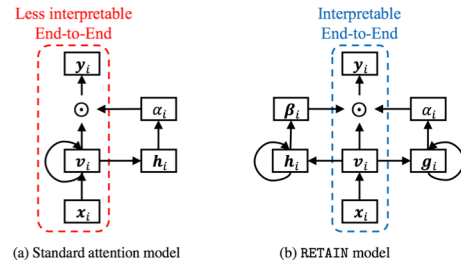 Less interpretable
End-to-End
y_i
⊙
α_i
v_i
h_i
x_i
(a) Standard attention model
Interpretable
End-to-End
y_i
β_i
⊙
α_i
h_i
v_i
g_i
x_i
(b) RETAIN model